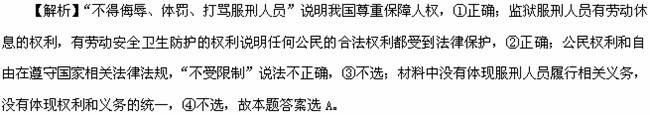 【解析】“不得侮辱、体罚、打骂服刑人员”说明我国尊重保障人权，①正确；监狱服刑人员有劳动休
息的权利，有劳动安全卫生防护的权利说明任何公民的合法权利都受到法律保护，②正确；公民权利和自
由在遵守国家相关法律法规，“不受限制”说法不正确，③不选；材料中没有体现服刑人员履行相关义务，
没有体现权利和义务的统一，④不选，故本题答案选 A。